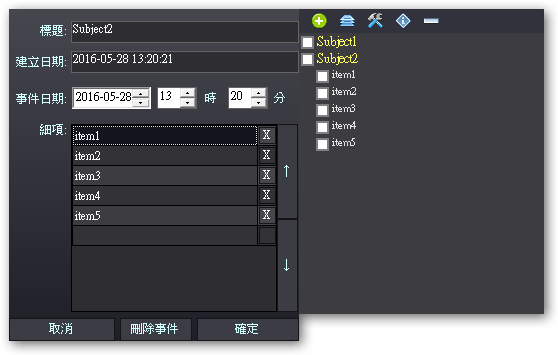 標題: Subject2
建立日期: 2016-05-28 13:20:21
事件日期: 2016-05-28 13 時 20 分
細項:
item1 X
item2 X
item3 X
item4 X
item5 X
↑
↓
取消 刪除事件 確定
Subject1
Subject2
item1
item2
item3
item4
item5